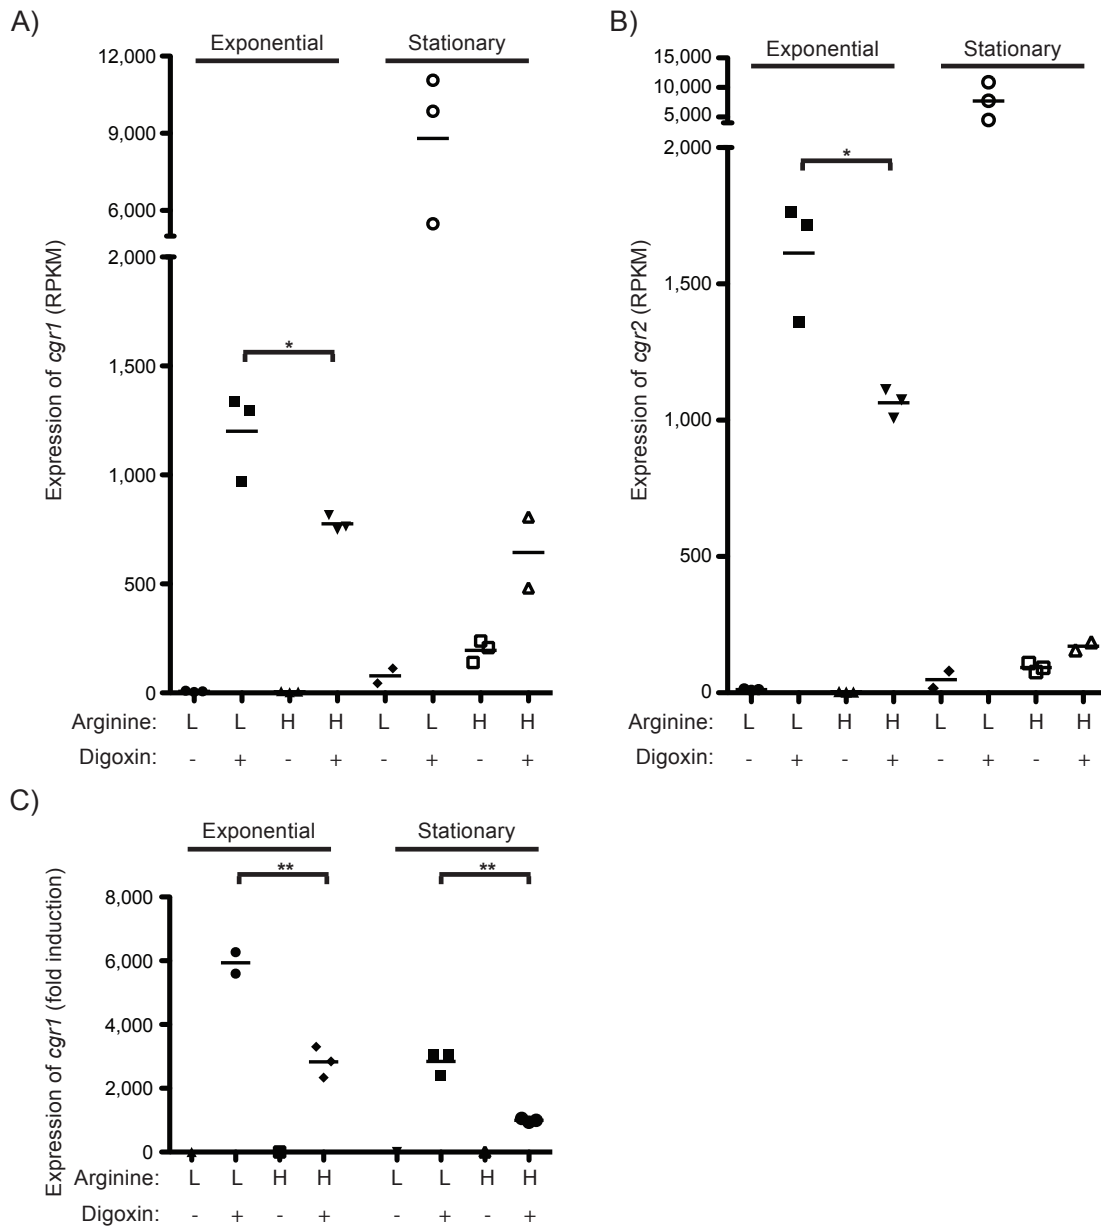 A)
Exponential Stationary
12,000
9,000
6,000
2,000
1,500
1,000
500
0
Expression of cgr1 (RPKM)
*
Arginine: L L H H L L H H
Digoxin: - + - + - + - +
B)
Exponential Stationary
15,000
10,000
5,000
2,000
1,500
1,000
500
0
Expression of cgr2 (RPKM)
*
Arginine: L L H H L L H H
Digoxin: - + - + - + - +
C)
Exponential Stationary
** **
8,000
6,000
4,000
2,000
0
Expression of cgr1 (fold induction)
Arginine: L L H H L L H H
Digoxin: - + - + - + - +